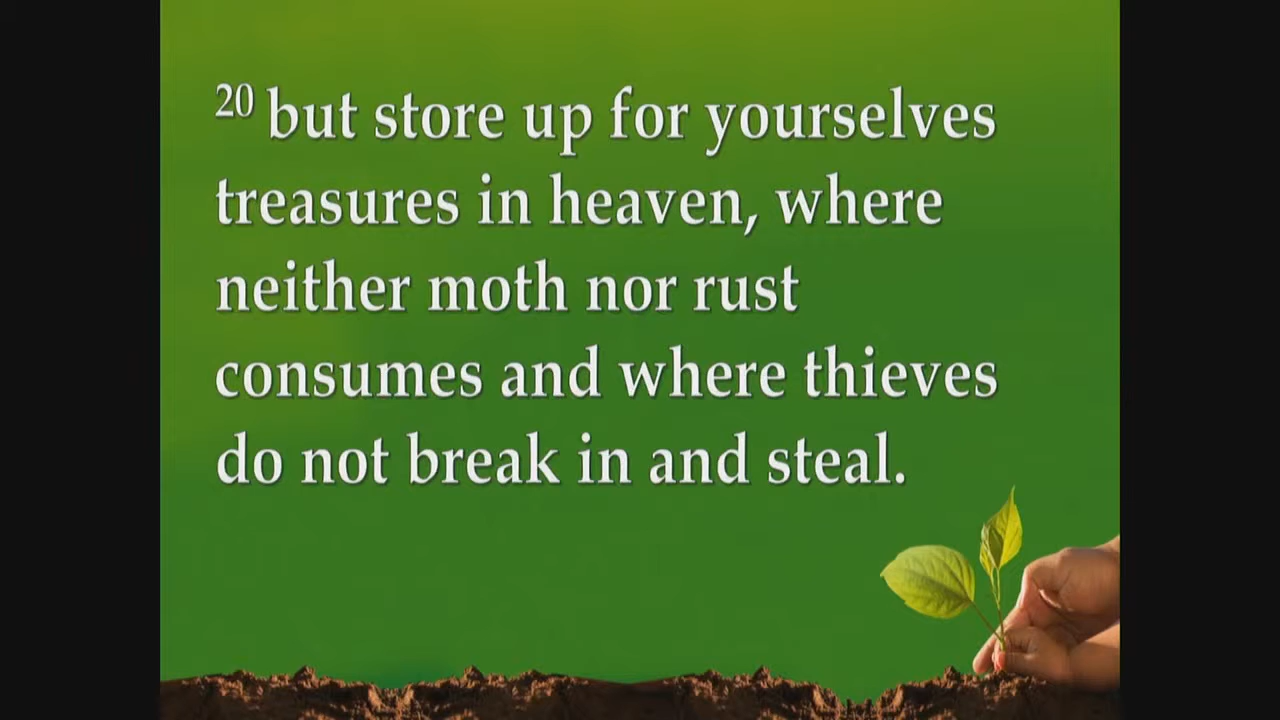 20 but store up for yourselves
treasures in heaven, where
neither moth nor rust
consumes and where thieves
do not break in and steal.